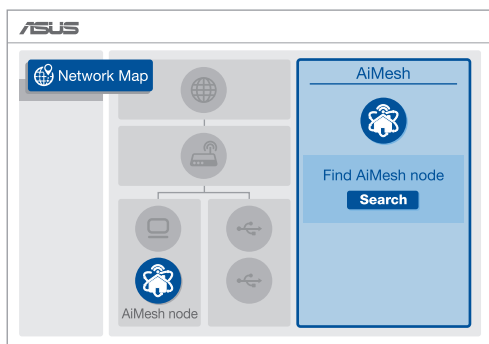 ASUS
Network Map
AiMesh
Find AiMesh node
Search
AiMesh node